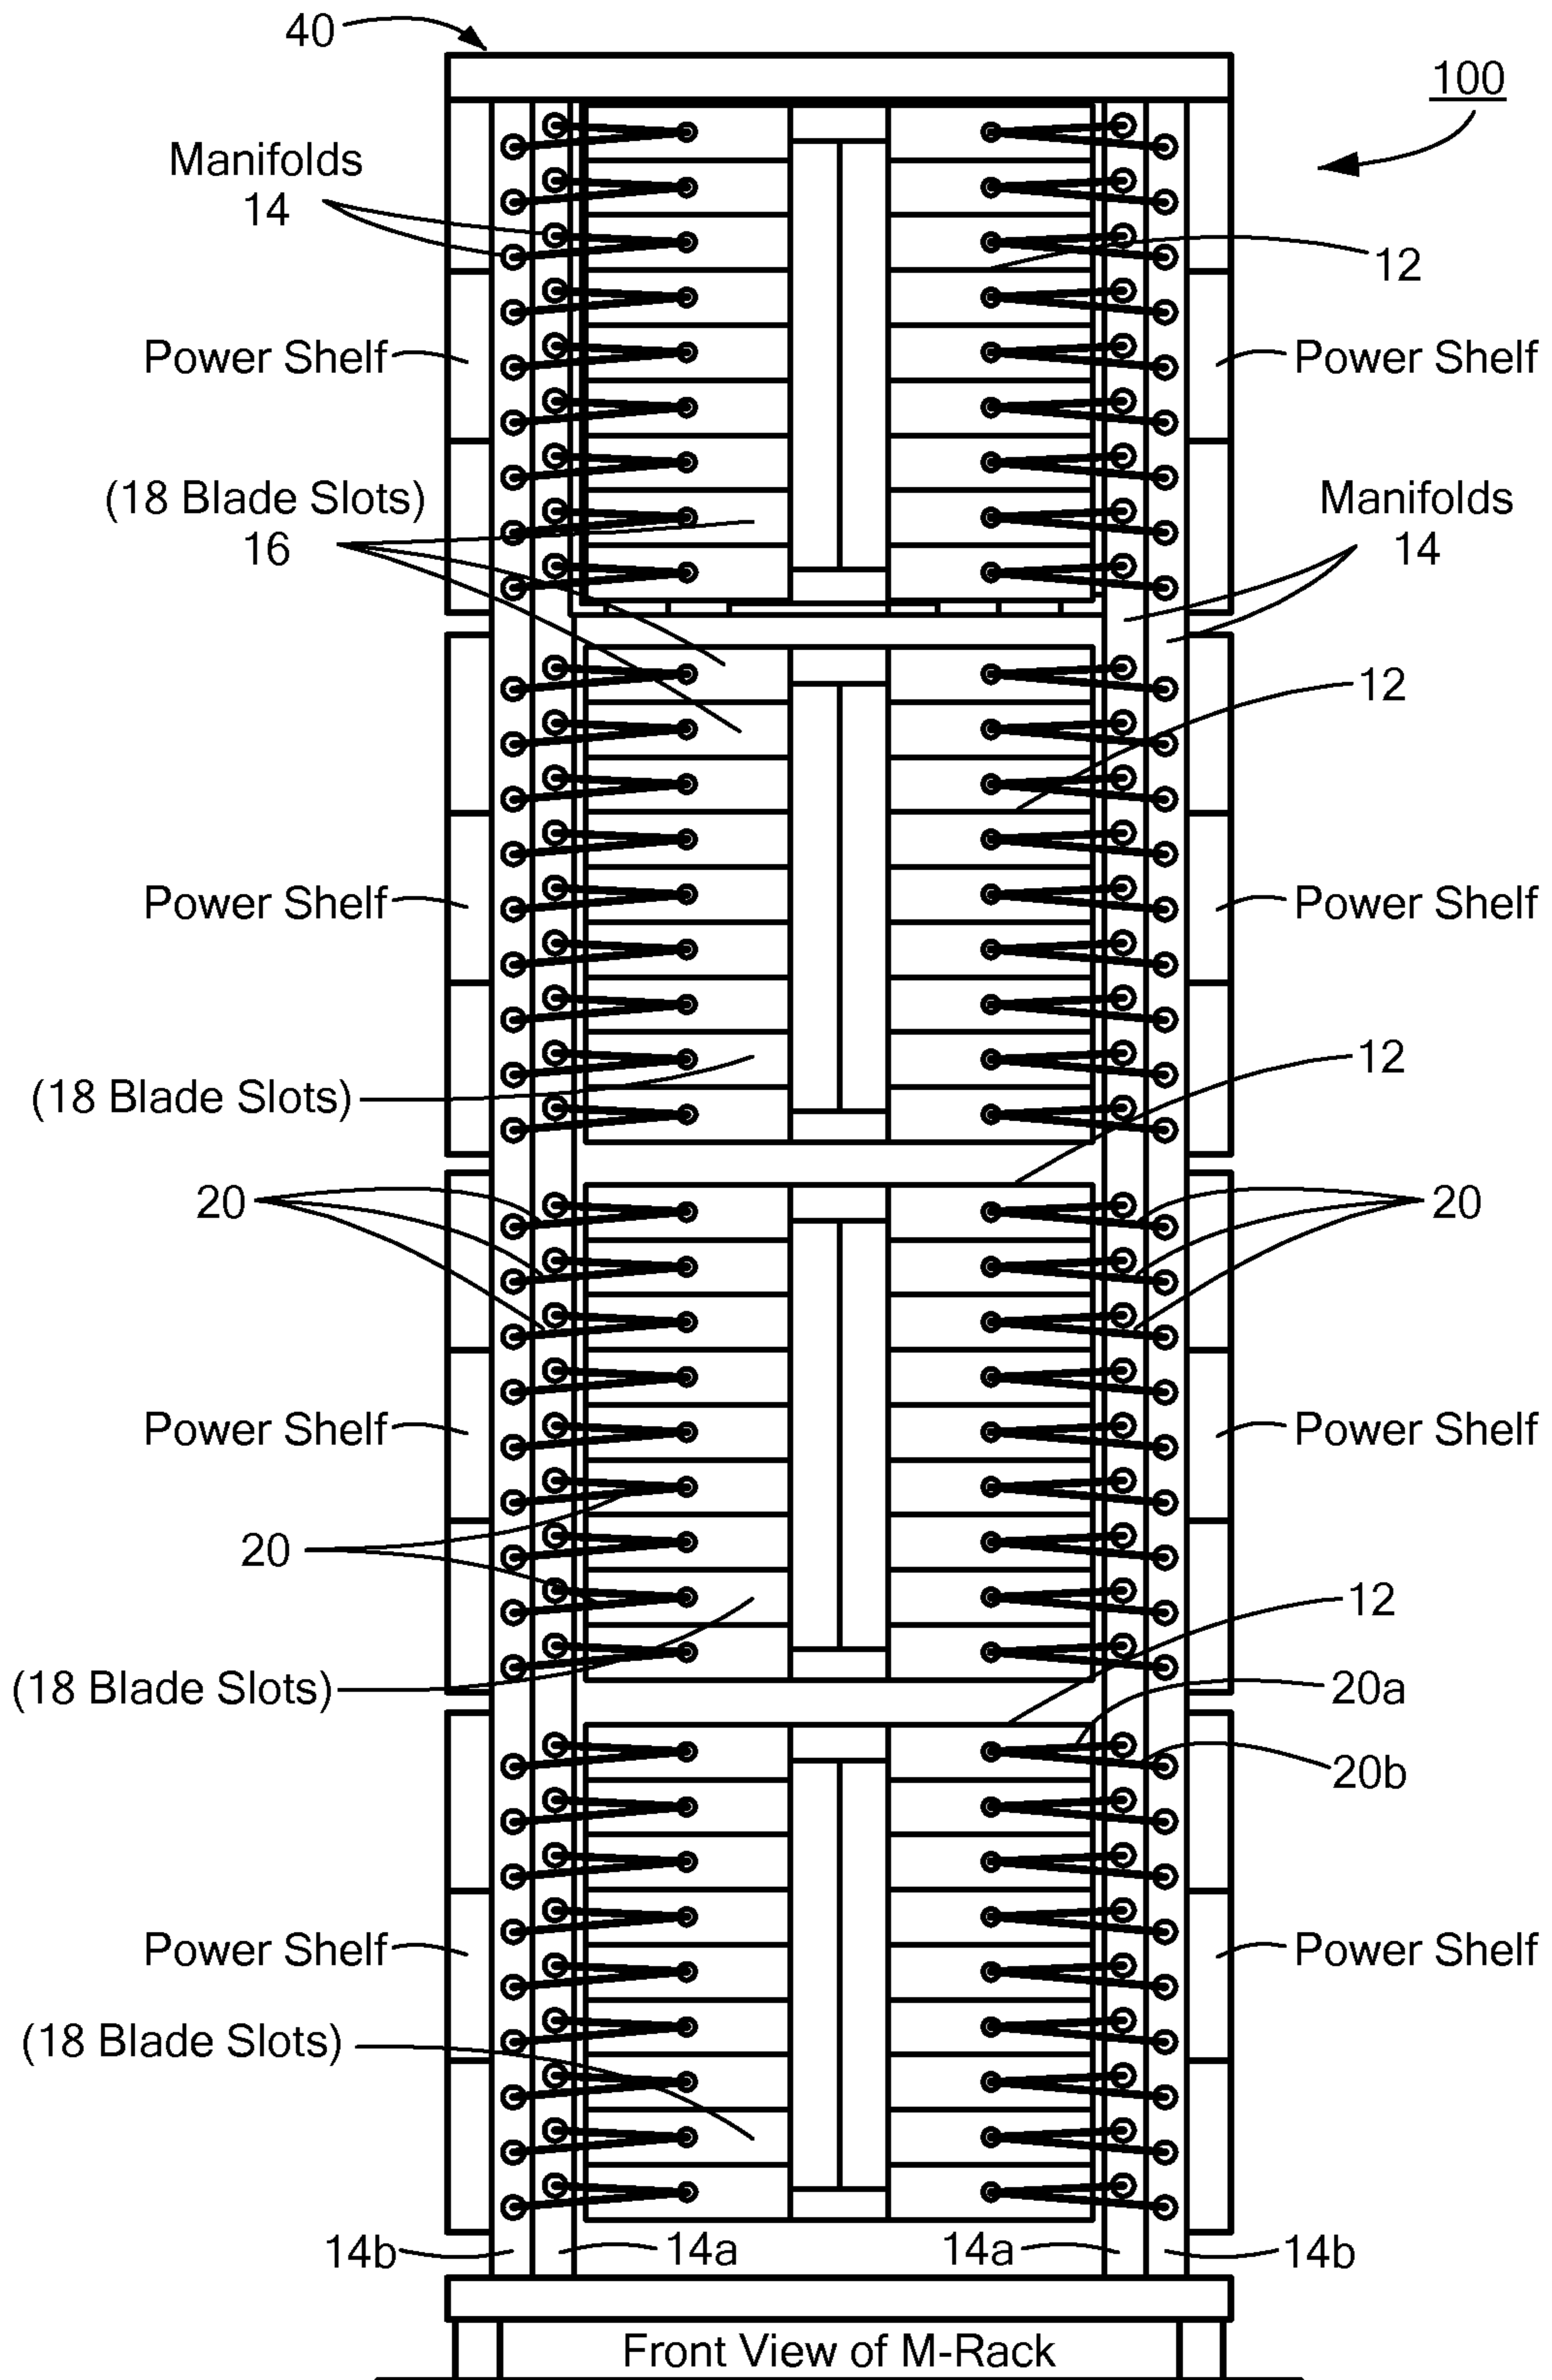 40
100
Manifolds
14
12
Power Shelf
Power Shelf
(18 Blade Slots)
16
Manifolds
14
12
Power Shelf
Power Shelf
12
(18 Blade Slots)
20
20
Power Shelf
Power Shelf
20
12
(18 Blade Slots)
20a
20b
Power Shelf
Power Shelf
(18 Blade Slots)
14b
14a
14a
14b
Front View of M-Rack